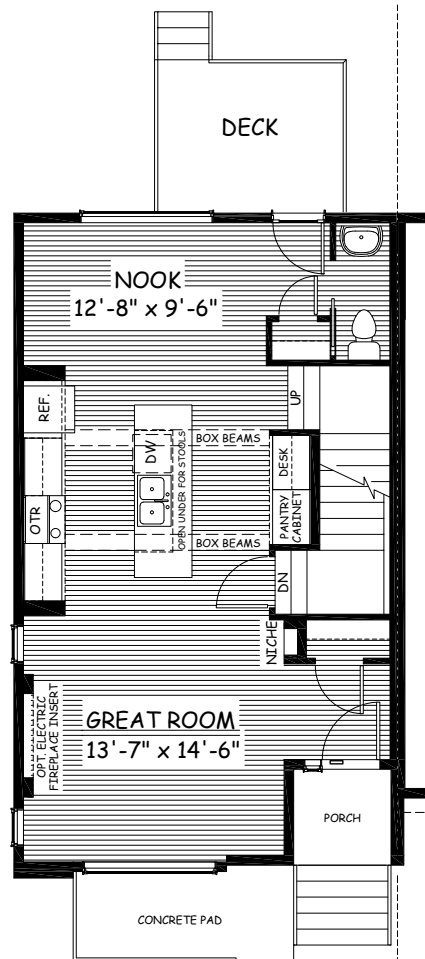 DECK
NOOK
12'-8" x 9'-6"
REF.
UP
DW
BOX BEAMS
OPEN UNDER FOR STOOLS
DESK
OTR
PANTRY
CABINET
BOX BEAMS
DN
NICHE
OPT. ELECTRIC
FIREPLACE INSERT
GREAT ROOM
13'-7" x 14'-6"
PORCH
CONCRETE PAD